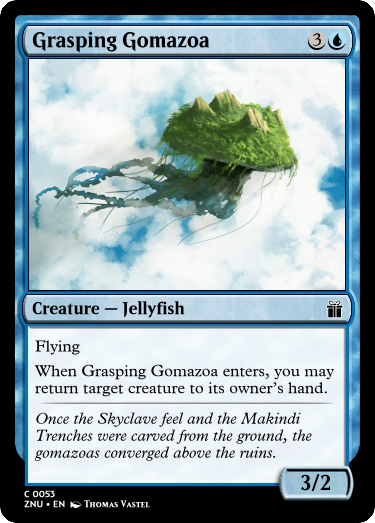 Grasping Gomazoa 3
Creature — Jellyfish
Flying
When Grasping Gomazoa enters, you may
return target creature to its owner's hand.
Once the Skyclave feel and the Makindi
Trenches were carved from the ground, the
gomazoas converged above the ruins.
3/2
C 0053
ZNU • EN Thomas Vastel